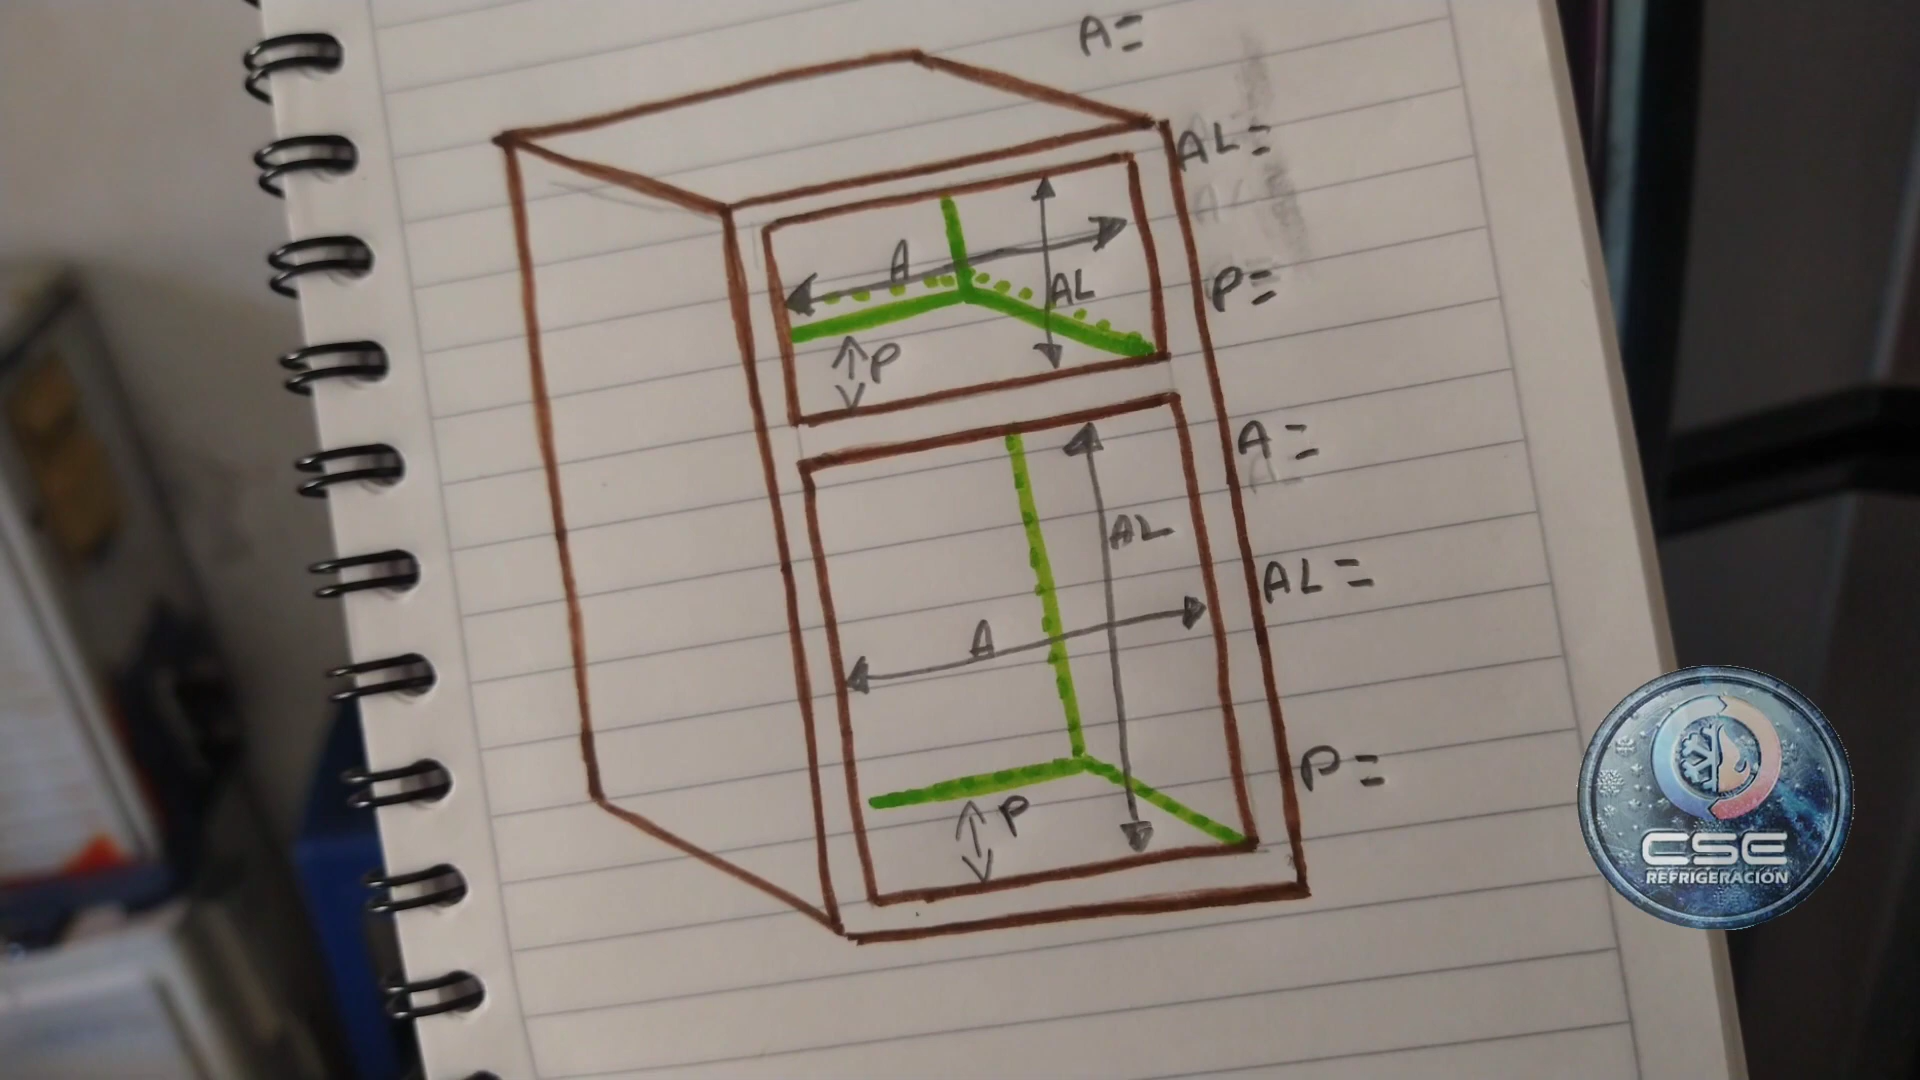 A=
AL=
P=
A
AL
P
A=
AL=
P=
AL
A
P
CSE
REFRIGERACIÓN